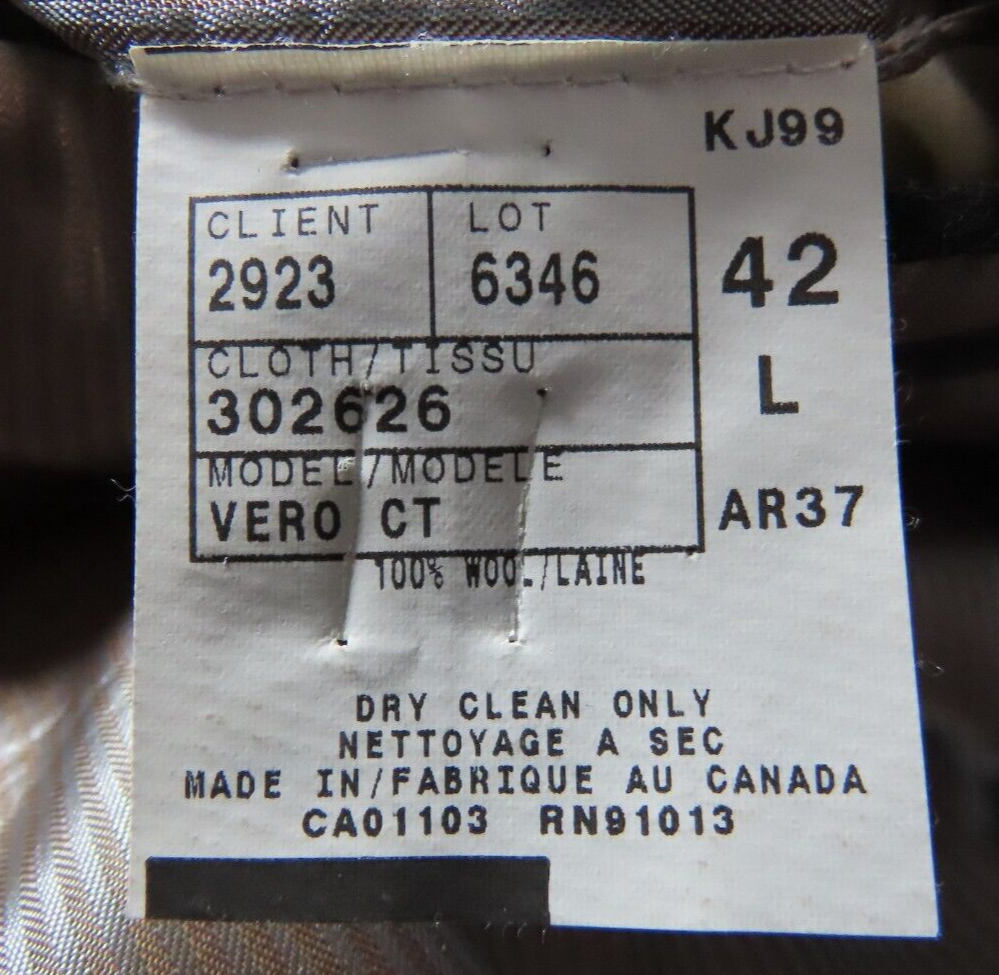 KJ99
CLIENT LOT
2923 6346
42
CLOTH/TISSU
302626
L
MODEL/MODELE
VERO CT
AR37
100% WOOL/LAINE
DRY CLEAN ONLY
NETTOYAGE A SEC
MADE IN/FABRIQUE AU CANADA
CA01103 RN91013